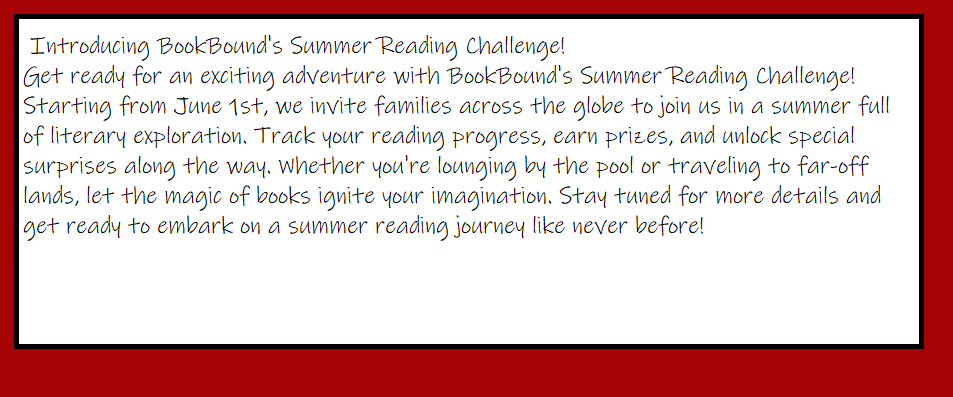 Introducing BookBound's Summer Reading Challenge!
Get ready for an exciting adventure with BookBound's Summer Reading Challenge!
Starting from June 1st, we invite families across the globe to join us in a summer full
of literary exploration. Track your reading progress, earn prizes, and unlock special
surprises along the way. Whether you're lounging by the pool or traveling to far-off
lands, let the magic of books ignite your imagination. Stay tuned for more details and
get ready to embark on a summer reading journey like never before!